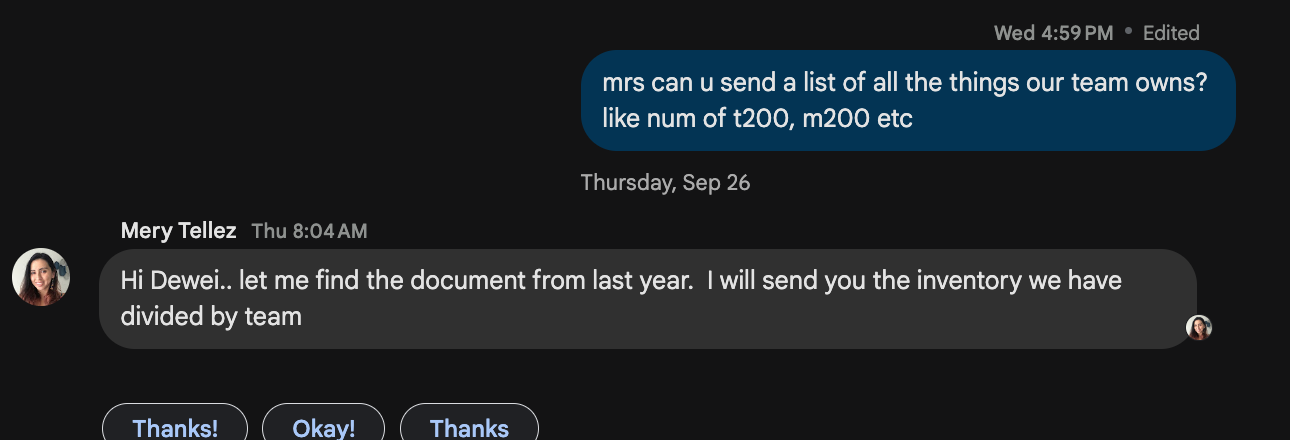 Wed 4:59 PM • Edited
mrs can u send a list of all the things our team owns?
like num of t200, m200 etc
Thursday, Sep 26
Mery Tellez Thu 8:04 AM
Hi Dewei.. let me find the document from last year.  I will send you the inventory we have
divided by team
Thanks! Okay! Thanks